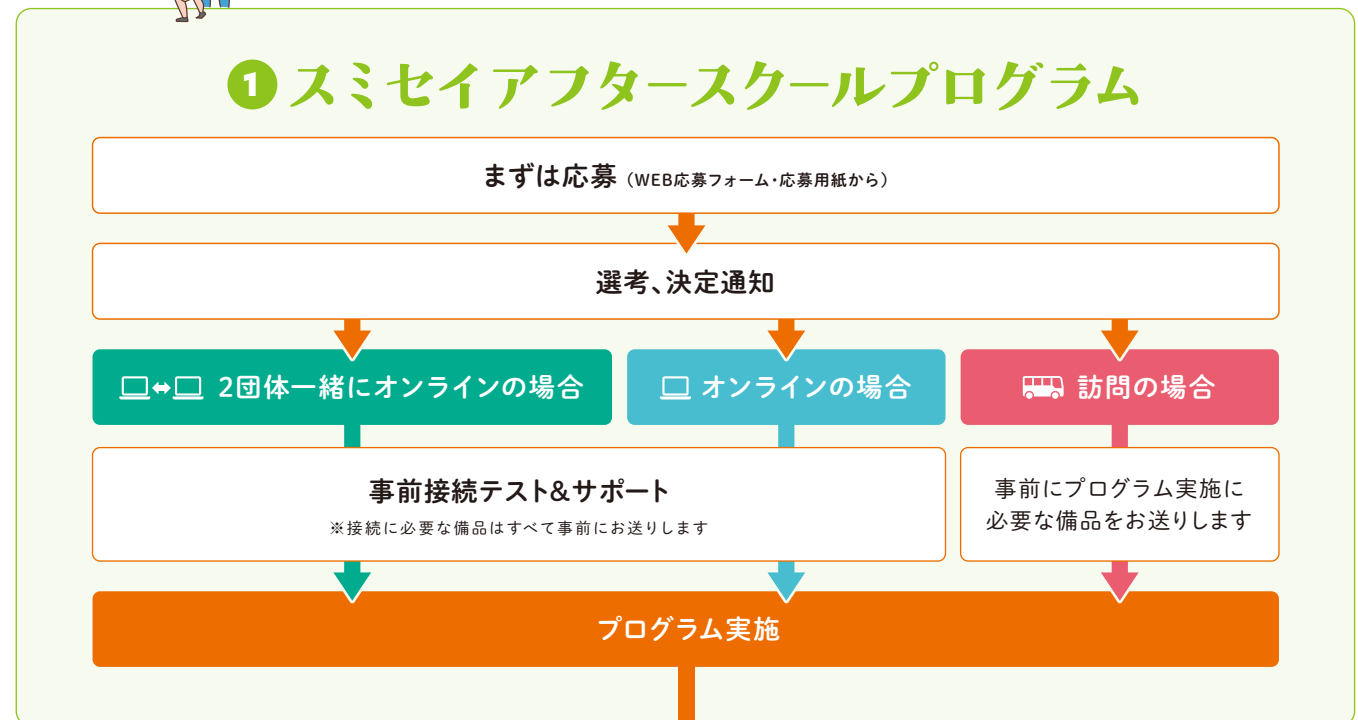 1 スミセイアフタースクールプログラム
まずは応募（WEB応募フォーム・応募用紙から）
選考、決定通知
2団体一緒にオンラインの場合
オンラインの場合
訪問の場合
事前接続テスト&サポート
※接続に必要な備品はすべて事前にお送りします
事前にプログラム実施に
必要な備品をお送りします
プログラム実施